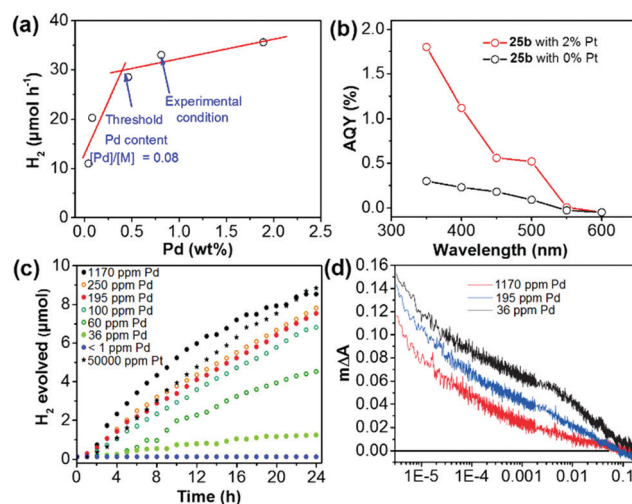 (a)
40
30
20
10
0
H₂ (μmol h⁻¹)
Threshold
Pd content
[Pd]/[M] = 0.08
Experimental
condition
0.0 0.5 1.0 1.5 2.0 2.5
Pd (wt%)
(b)
2.0
1.5
1.0
0.5
0.0
AQY (%)
25b with 2% Pt
25b with 0% Pt
400 450 500 550 600
Wavelength (nm)
(c)
10
8
6
4
2
0
H₂ evolved (μmol)
1170 ppm Pd
250 ppm Pd
195 ppm Pd
100 ppm Pd
60 ppm Pd
36 ppm Pd
< 1 ppm Pd
50000 ppm Pt
0 4 8 12 16 20 24
Time (h)
(d)
0.16
0.14
0.12
0.10
0.08
0.06
0.04
0.02
0.00
mΔA
1170 ppm Pd
195 ppm Pd
36 ppm Pd
1E-5 1E-4 0.0016 0.01 0.1